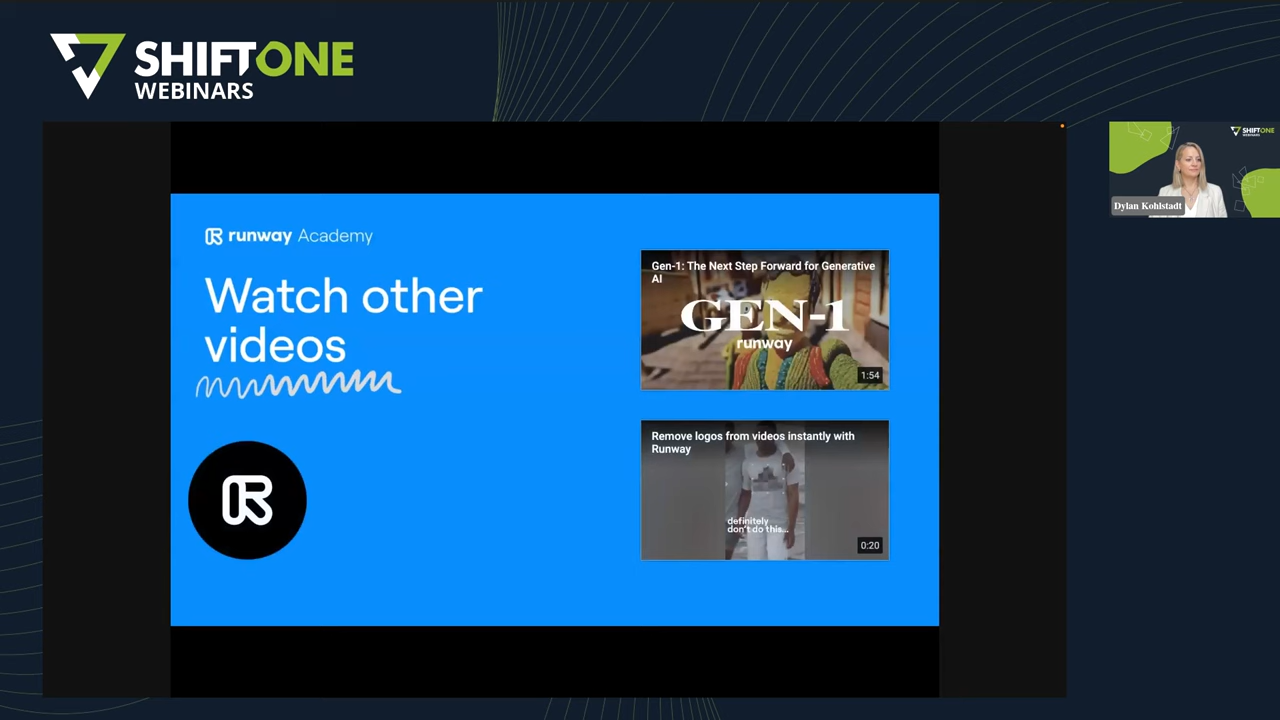 SHIFTONE
WEBINARS
SHIFTONE
WEBINARS
Dylan Kohlstadt
runway Academy
Watch other
videos
R
Gen-1: The Next Step Forward for Generative
AI
GEN-1
runway
1:54
Remove logos from videos instantly with
Runway
definitely
don't do this...
0:20